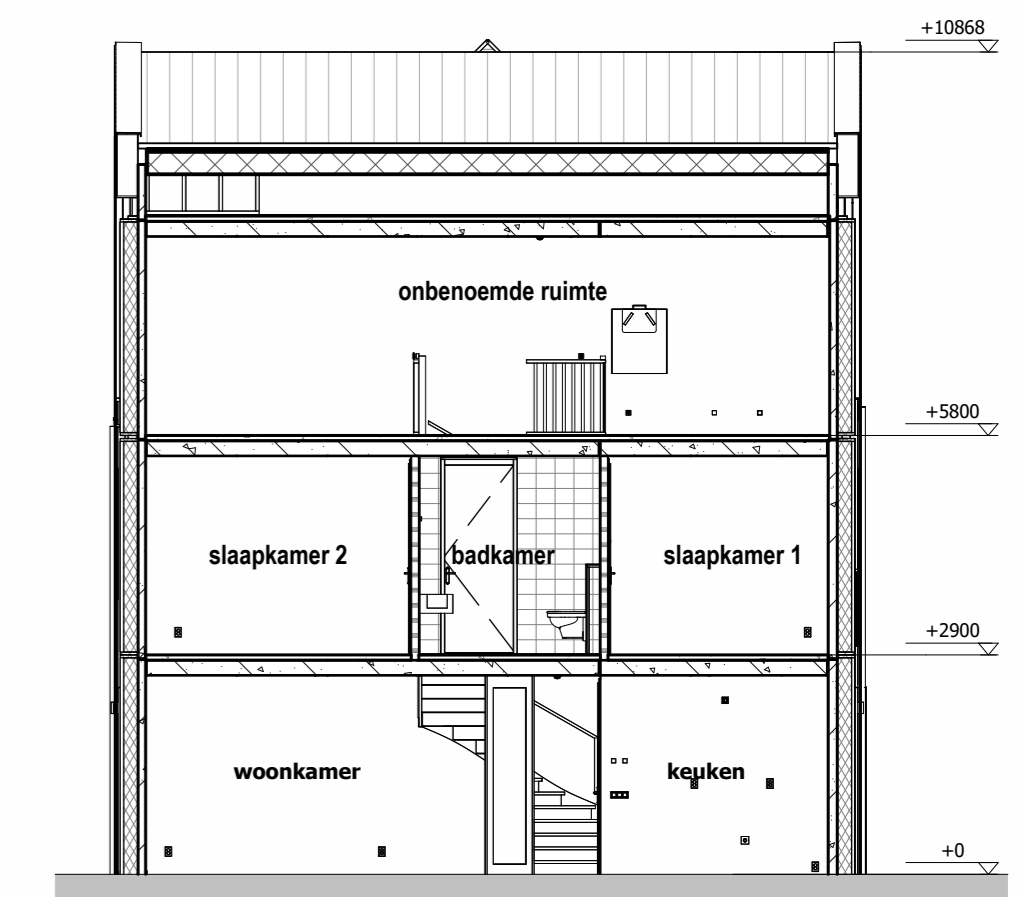 +10868
onbenoemde ruimte
+5800
slaapkamer 2
badkamer
slaapkamer 1
+2900
woonkamer
keuken
+0